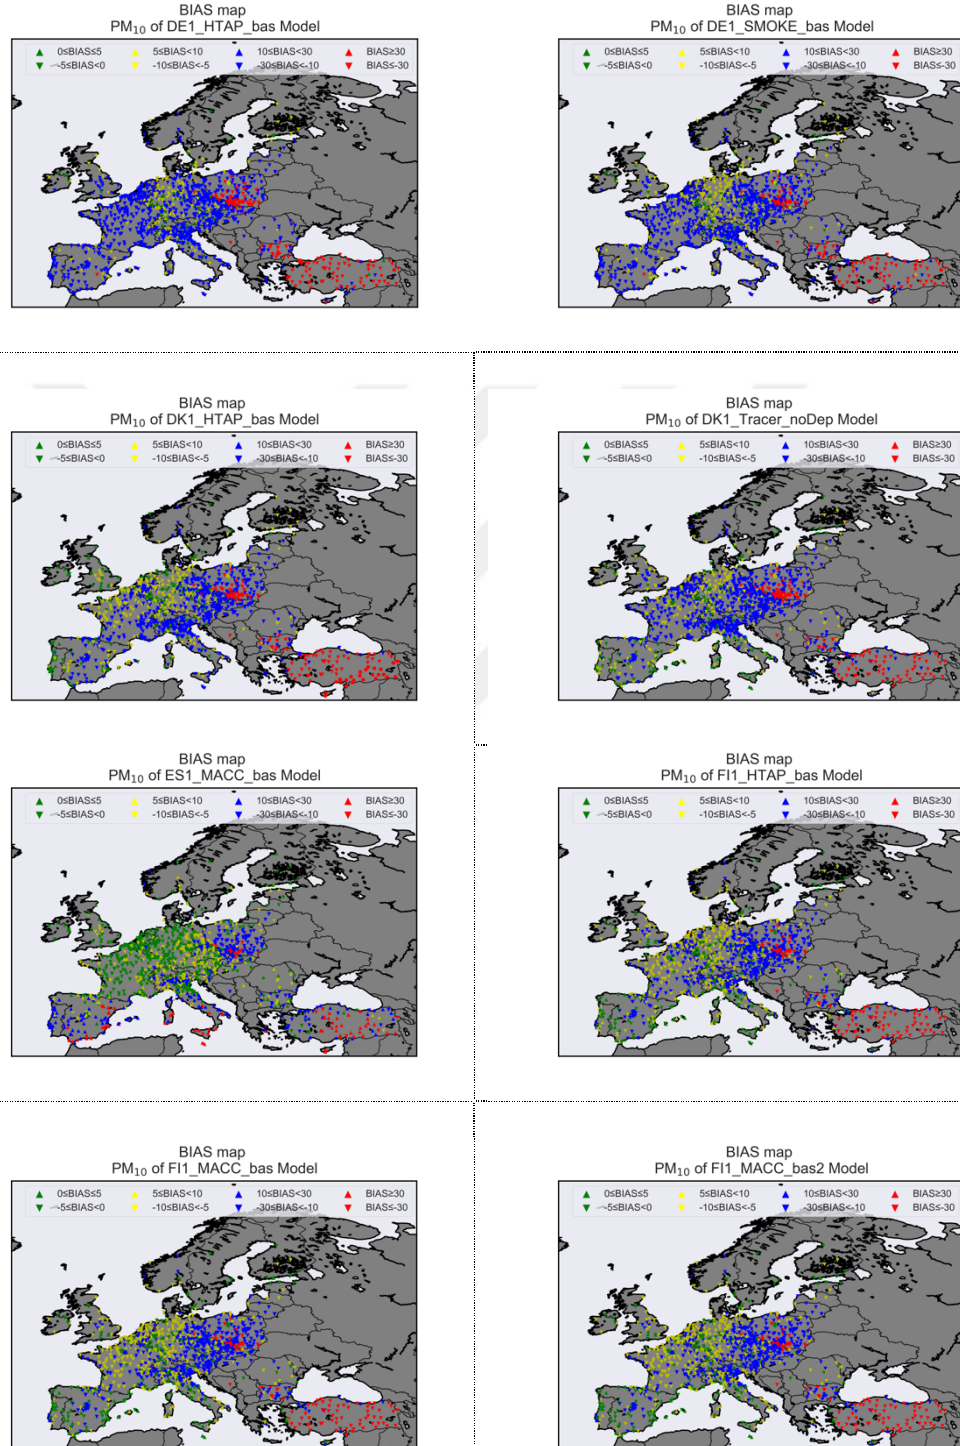 BIAS map
PM10 of DE1_HTAP_bas Model
0≤BIAS≤5 5≤BIAS<10 10≤BIAS<30 BIAS≥30
-5≤BIAS<0 -10≤BIAS<-5 -30≤BIAS<-10 BIAS≤-30
BIAS map
PM10 of DE1_SMOKE_bas Model
0≤BIAS≤5 5≤BIAS<10 10≤BIAS<30 BIAS≥30
-5≤BIAS<0 -10≤BIAS<-5 -30≤BIAS<-10 BIAS≤-30
BIAS map
PM10 of DK1_HTAP_bas Model
0≤BIAS≤5 5≤BIAS<10 10≤BIAS<30 BIAS≥30
-5≤BIAS<0 -10≤BIAS<-5 -30≤BIAS<-10 BIAS≤-30
BIAS map
PM10 of DK1_Tracer_noDep Model
0≤BIAS≤5 5≤BIAS<10 10≤BIAS<30 BIAS≥30
-5≤BIAS<0 -10≤BIAS<-5 -30≤BIAS<-10 BIAS≤-30
BIAS map
PM10 of ES1_MACC_bas Model
0≤BIAS≤5 5≤BIAS<10 10≤BIAS<30 BIAS≥30
-5≤BIAS<0 -10≤BIAS<-5 -30≤BIAS<-10 BIAS≤-30
BIAS map
PM10 of FI1_HTAP_bas Model
0≤BIAS≤5 5≤BIAS<10 10≤BIAS<30 BIAS≥30
-5≤BIAS<0 -10≤BIAS<-5 -30≤BIAS<-10 BIAS≤-30
BIAS map
PM10 of FI1_MACC_bas Model
0≤BIAS≤5 5≤BIAS<10 10≤BIAS<30 BIAS≥30
-5≤BIAS<0 -10≤BIAS<-5 -30≤BIAS<-10 BIAS≤-30
BIAS map
PM10 of FI1_MACC_bas2 Model
0≤BIAS≤5 5≤BIAS<10 10≤BIAS<30 BIAS≥30
-5≤BIAS<0 -10≤BIAS<-5 -30≤BIAS<-10 BIAS≤-30